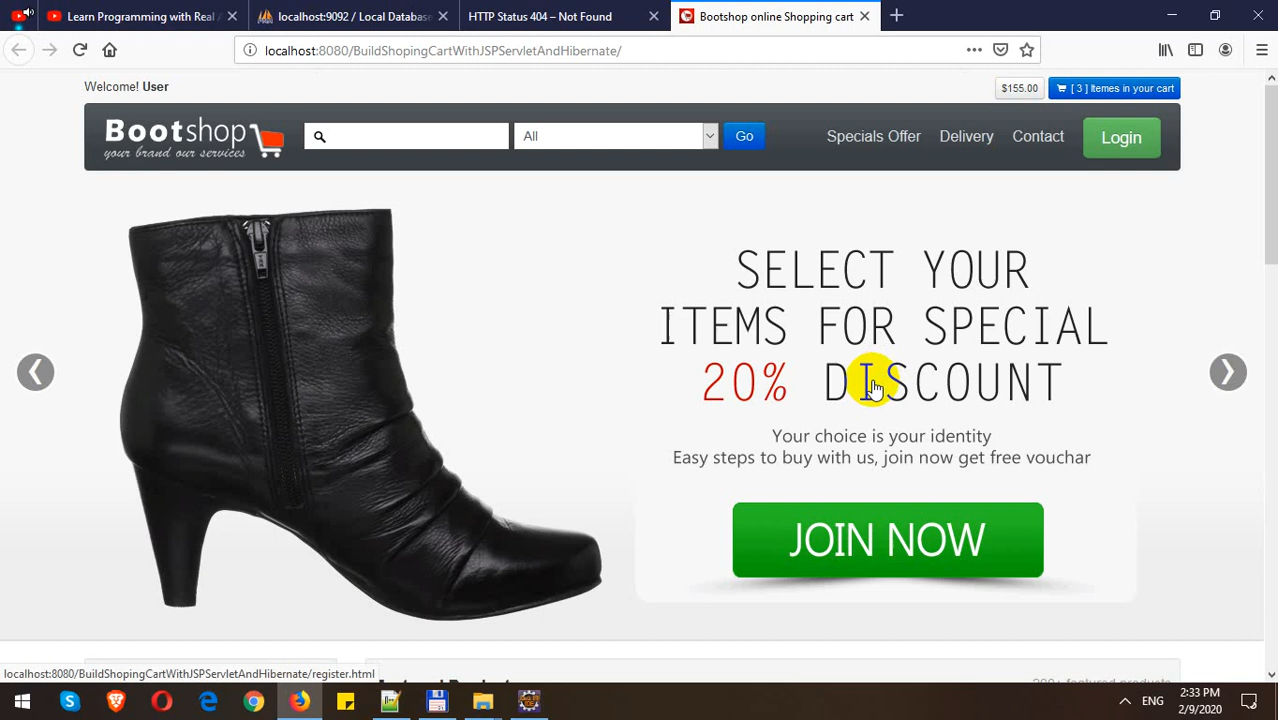 Learn Programming with Real A
localhost:9092 / Local Database
HTTP Status 404 – Not Found
Bootshop online Shopping cart
localhost:8080/BuildShopingCartWithJSPServletAndHibernate/
Welcome! User
$155.00
[ 3 ] Itemes in your cart
Bootshop
your brand our services
All
Go
Specials Offer
Delivery
Contact
Login
SELECT YOUR
ITEMS FOR SPECIAL
20% DISCOUNT
Your choice is your identity
Easy steps to buy with us, join now get free vouchar
JOIN NOW
localhost:8080/BuildShopingCartWithJSPServletAndHibernate/register.html
ENG
2:33 PM
2/9/2020